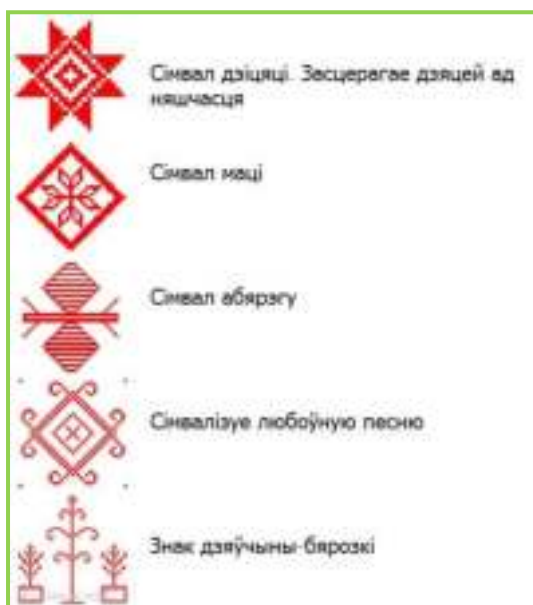 Сімвал дзіцяці. Засцерагае дзяцей ад
няшчасця
Сімвал маці
Сімвал абярэгу
Сімвалізуе любоўную песню
Знак дзяўчыны-бярозкі